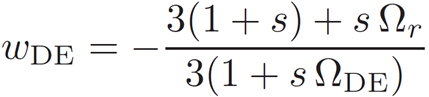 w_DE = − (3(1 + s) + s Ω_r) / (3(1 + s Ω_DE))